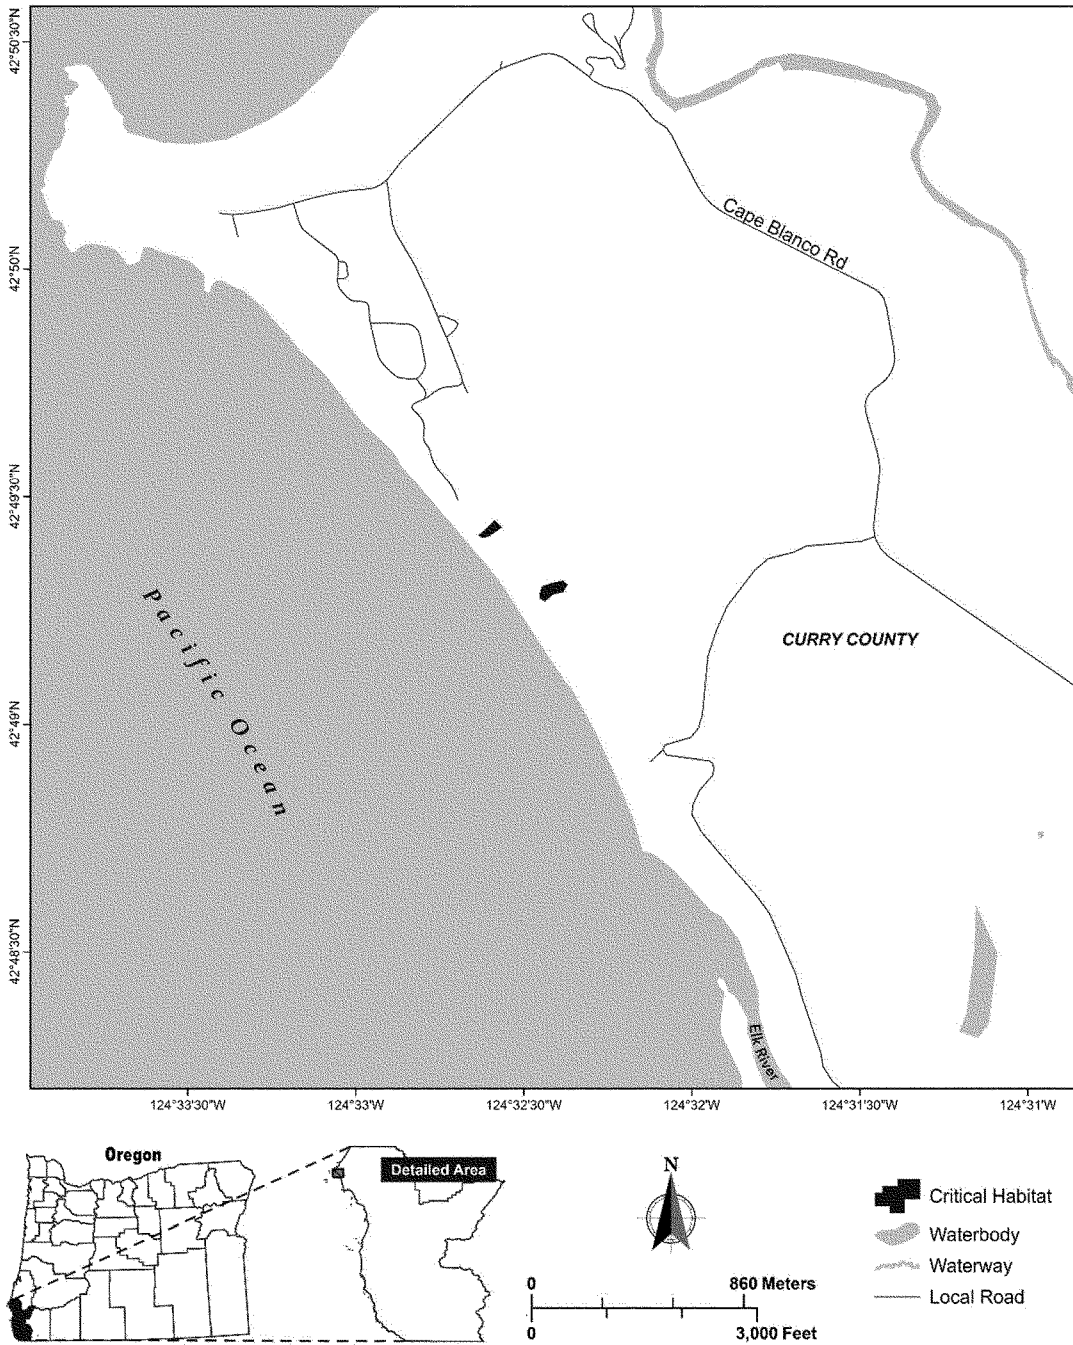 42°50'30"N
Cape Blanco Rd
42°50'N
42°49'30"N
Pacific Ocean
CURRY COUNTY
42°49'N
42°48'30"N
Elk River
124°33'30"W
124°33'W
124°32'30"W
124°32'W
124°31'30"W
124°31'W
Oregon
Detailed Area
N
Critical Habitat
Waterbody
Waterway
Local Road
0
860 Meters
0
3,000 Feet